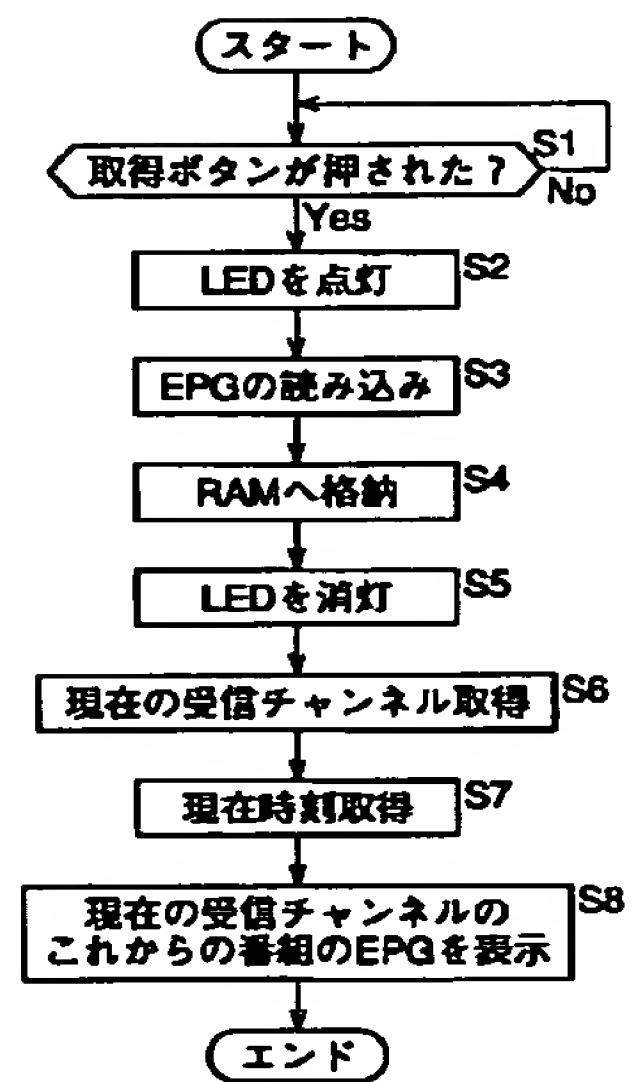 スタート
取得ボタンが押された？
S1
No
Yes
LEDを点灯
S2
EPGの読み込み
S3
RAMへ格納
S4
LEDを消灯
S5
現在の受信チャンネル取得
S6
現在時刻取得
S7
現在の受信チャンネルの
これからの番組のEPGを表示
S8
エンド